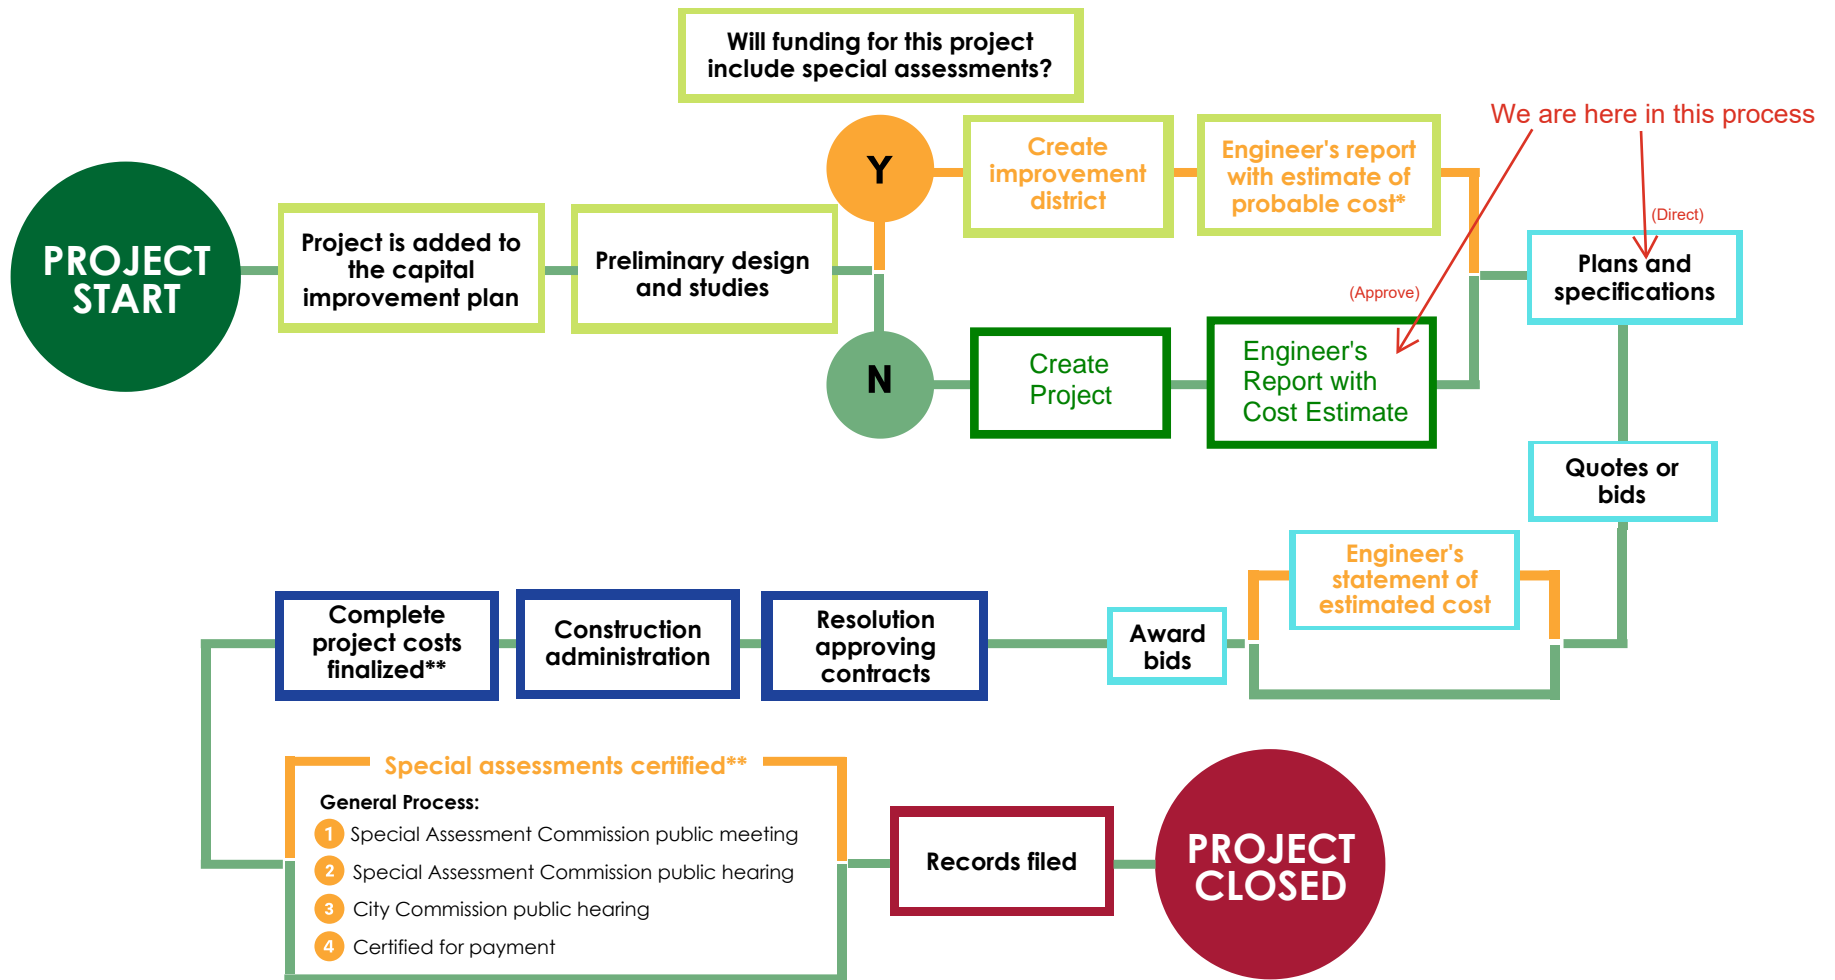 Will funding for this project
include special assessments?
We are here in this process
Y
Create
improvement
district
Engineer's report
with estimate of
probable cost*
(Direct)
PROJECT
START
Project is added to
the capital
improvement plan
Preliminary design
and studies
Plans and
specifications
(Approve)
N
Create
Project
Engineer's
Report with
Cost Estimate
Quotes or
bids
Engineer's
statement of
estimated cost
Award
bids
Resolution
approving
contracts
Construction
administration
Complete
project costs
finalized**
Special assessments certified**
General Process:
1 Special Assessment Commission public meeting
2 Special Assessment Commission public hearing
3 City Commission public hearing
4 Certified for payment
Records filed
PROJECT
CLOSED